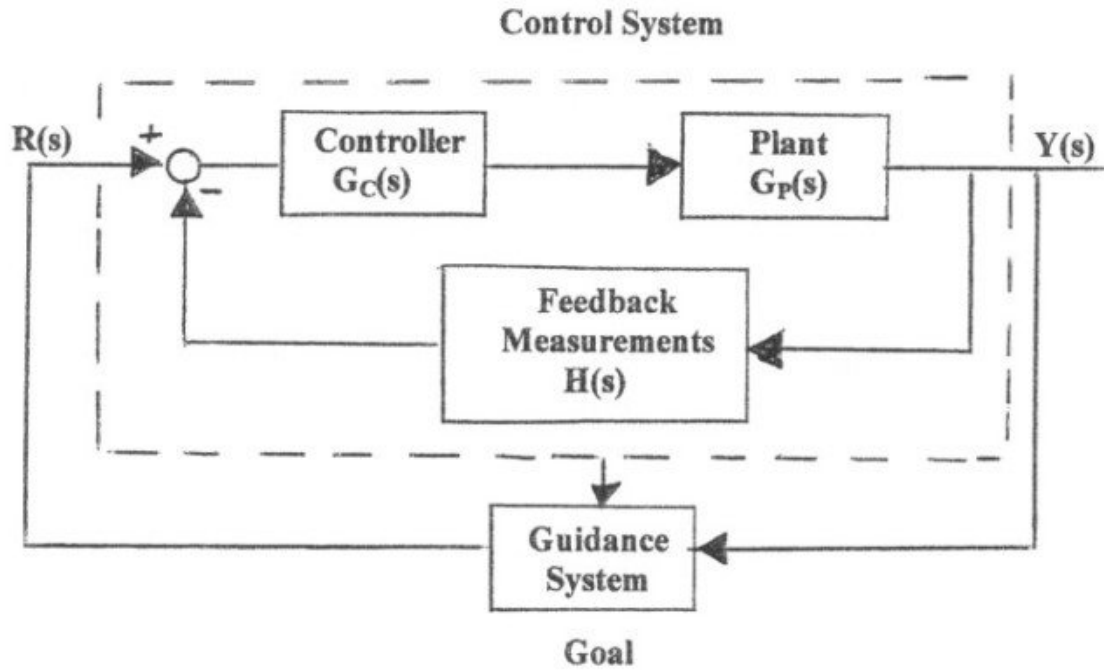 Control System
R(s)
+
Controller
G_C(s)
Plant
G_P(s)
Y(s)
−
Feedback
Measurements
H(s)
Guidance
System
Goal